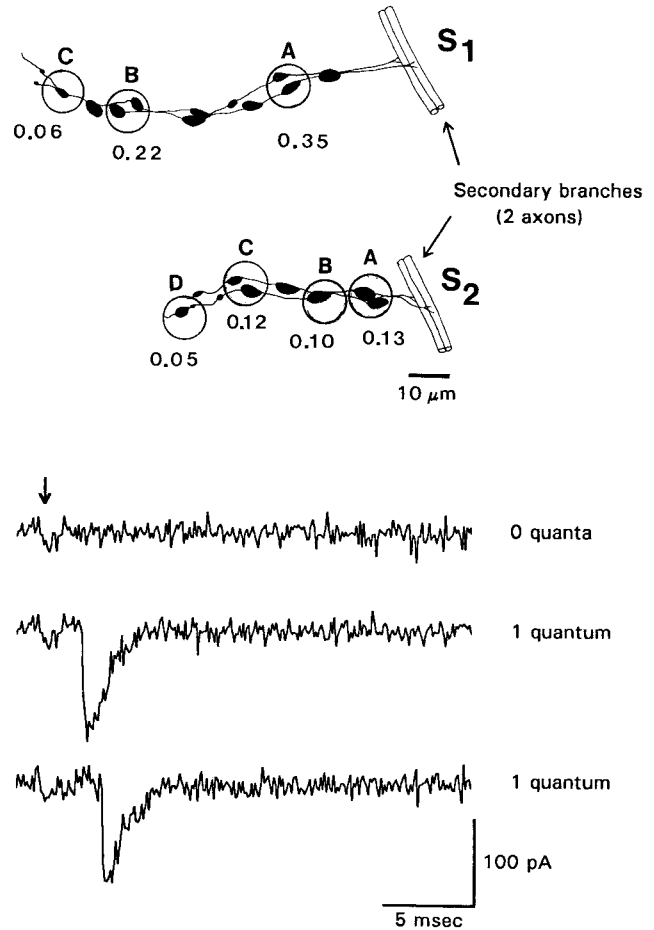 C
B
A
S1
0.06
0.22
0.35
Secondary branches
(2 axons)
D
C
B
A
S2
0.05
0.12
0.10
0.13
10 μm
0 quanta
1 quantum
1 quantum
100 pA
5 msec